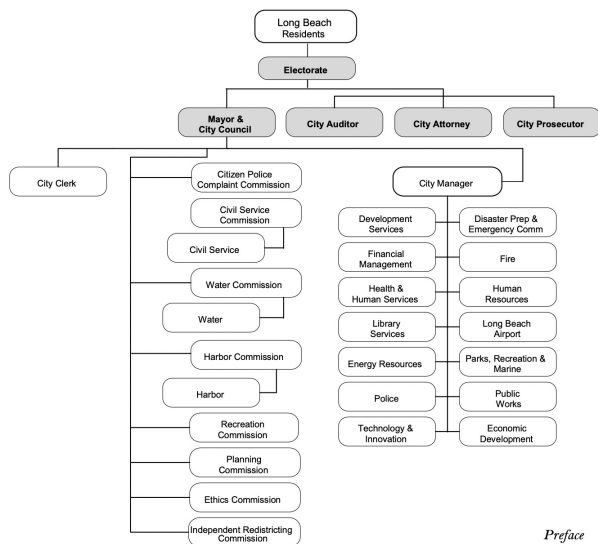 Long Beach
Residents
Electorate
Mayor &
City Council
City Auditor
City Attorney
City Prosecutor
City Clerk
Citizen Police
Complaint Commission
Civil Service
Commission
Civil Service
Water Commission
Water
Harbor Commission
Harbor
Recreation
Commission
Planning
Commission
Ethics Commission
Independent Redistricting
Commission
City Manager
Development
Services
Disaster Prep &
Emergency Comm
Financial
Management
Fire
Health &
Human Services
Human
Resources
Library
Services
Long Beach
Airport
Energy Resources
Parks, Recreation &
Marine
Police
Public
Works
Technology &
Innovation
Economic
Development
Preface